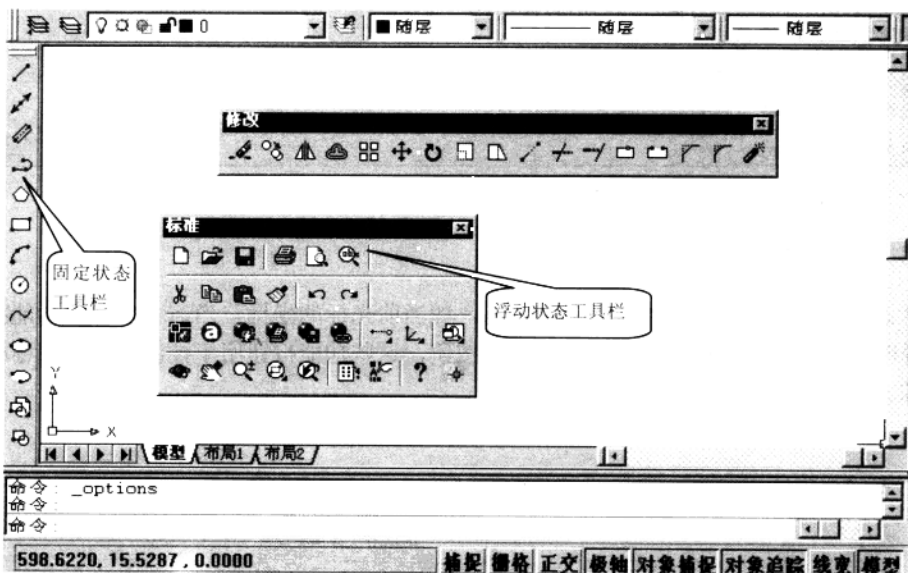 0 随层 随层 随层
修改
标准
固定状态
工具栏
浮动状态工具栏
Y
X
模型 布局1 布局2
命令: _options
命令:
命令:
598.6220, 15.5287 , 0.0000 捕捉 栅格 正交 极轴 对象捕捉 对象追踪 线宽 模型